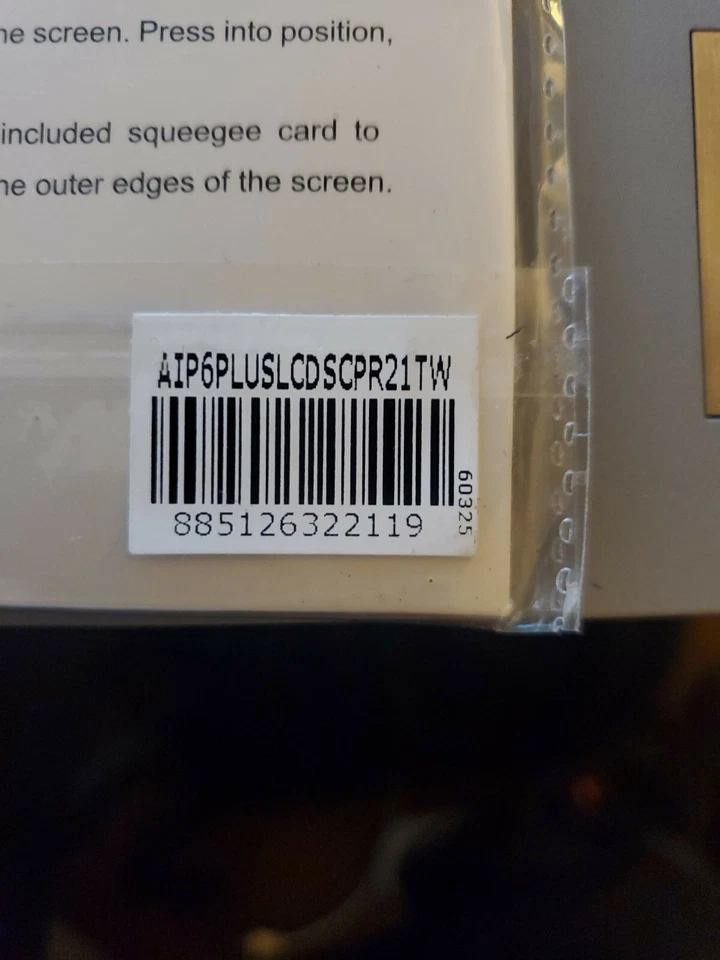 he screen. Press into position,
included squeegee card to
he outer edges of the screen.
AIP6PLUSLCDSCPR21TW
885126322119
60325